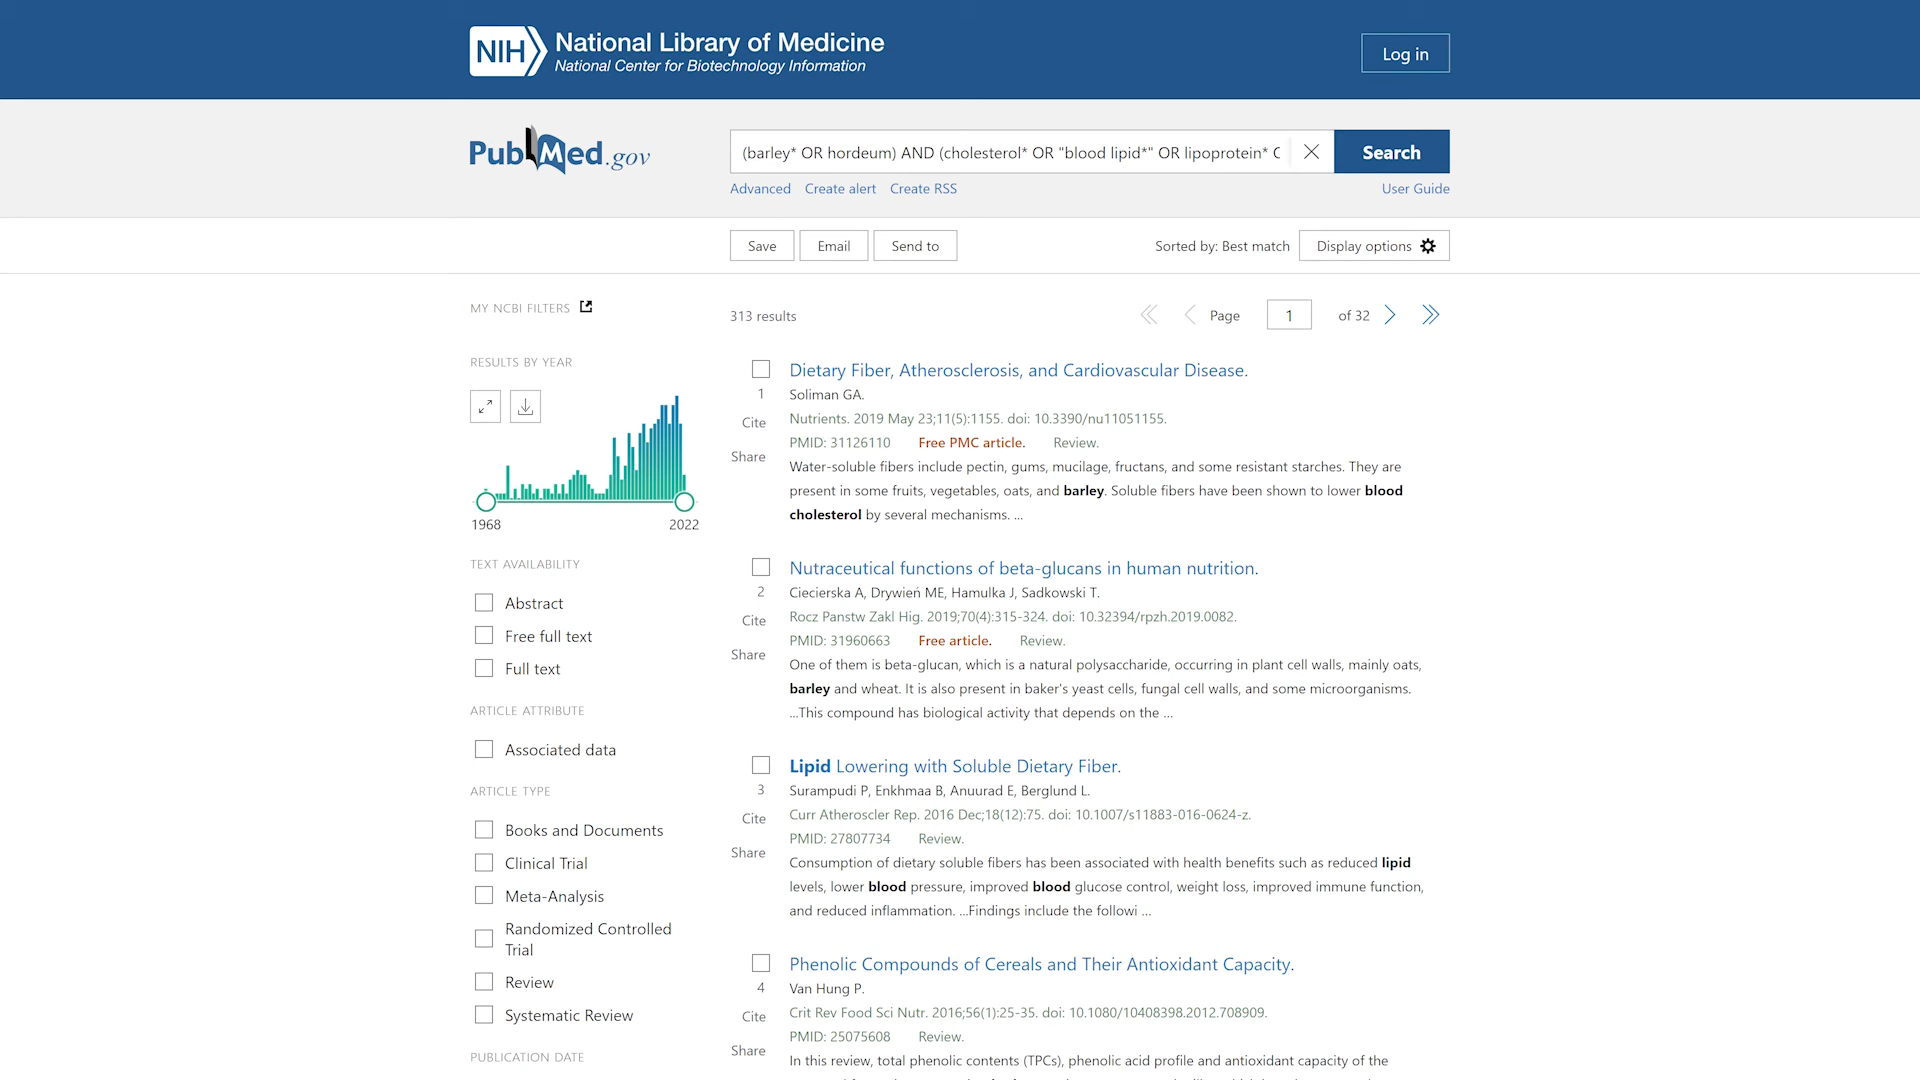 NIH National Library of Medicine
National Center for Biotechnology Information
Log in
PubMed.gov
(barley* OR hordeum) AND (cholesterol* OR "blood lipid*" OR lipoprotein*
Search
Advanced Create alert Create RSS
User Guide
Save Email Send to
Sorted by: Best match Display options
MY NCBI FILTERS
313 results
Page 1 of 32
RESULTS BY YEAR
1968 2022
TEXT AVAILABILITY
Abstract
Free full text
Full text
ARTICLE ATTRIBUTE
Associated data
ARTICLE TYPE
Books and Documents
Clinical Trial
Meta-Analysis
Randomized Controlled
Trial
Review
Systematic Review
PUBLICATION DATE
Dietary Fiber, Atherosclerosis, and Cardiovascular Disease.
1
Soliman GA.
Cite
Nutrients. 2019 May 23;11(5):1155. doi: 10.3390/nu11051155.
PMID: 31126110 Free PMC article. Review.
Share
Water-soluble fibers include pectin, gums, mucilage, fructans, and some resistant starches. They are
present in some fruits, vegetables, oats, and barley. Soluble fibers have been shown to lower blood
cholesterol by several mechanisms. ...
Nutraceutical functions of beta-glucans in human nutrition.
2
Ciecierska A, Drywień ME, Hamulka J, Sadkowski T.
Cite
Rocz Panstw Zakl Hig. 2019;70(4):315-324. doi: 10.32394/rpzh.2019.0082.
PMID: 31960663 Free article. Review.
Share
One of them is beta-glucan, which is a natural polysaccharide, occurring in plant cell walls, mainly oats,
barley and wheat. It is also present in baker's yeast cells, fungal cell walls, and some microorganisms.
...This compound has biological activity that depends on the ...
Lipid Lowering with Soluble Dietary Fiber.
3
Surampudi P, Enkhmaa B, Anuurad E, Berglund L.
Cite
Curr Atheroscler Rep. 2016 Dec;18(12):75. doi: 10.1007/s11883-016-0624-z.
PMID: 27807734 Review.
Share
Consumption of dietary soluble fibers has been associated with health benefits such as reduced lipid
levels, lower blood pressure, improved blood glucose control, weight loss, improved immune function,
and reduced inflammation. ...Findings include the followi ...
Phenolic Compounds of Cereals and Their Antioxidant Capacity.
4
Van Hung P.
Cite
Crit Rev Food Sci Nutr. 2016;56(1):25-35. doi: 10.1080/10408398.2012.708909.
PMID: 25075608 Review.
Share
In this review, total phenolic contents (TPCs), phenolic acid profile and antioxidant capacity of the